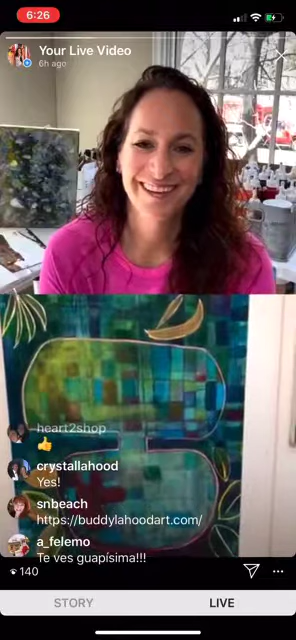 6:26
Your Live Video
6h ago
heart2shop
👍
crystallahood
Yes!
snbeach
https://buddylahoodart.com/
a_felemo
Te ves guapísima!!!
140
STORY LIVE